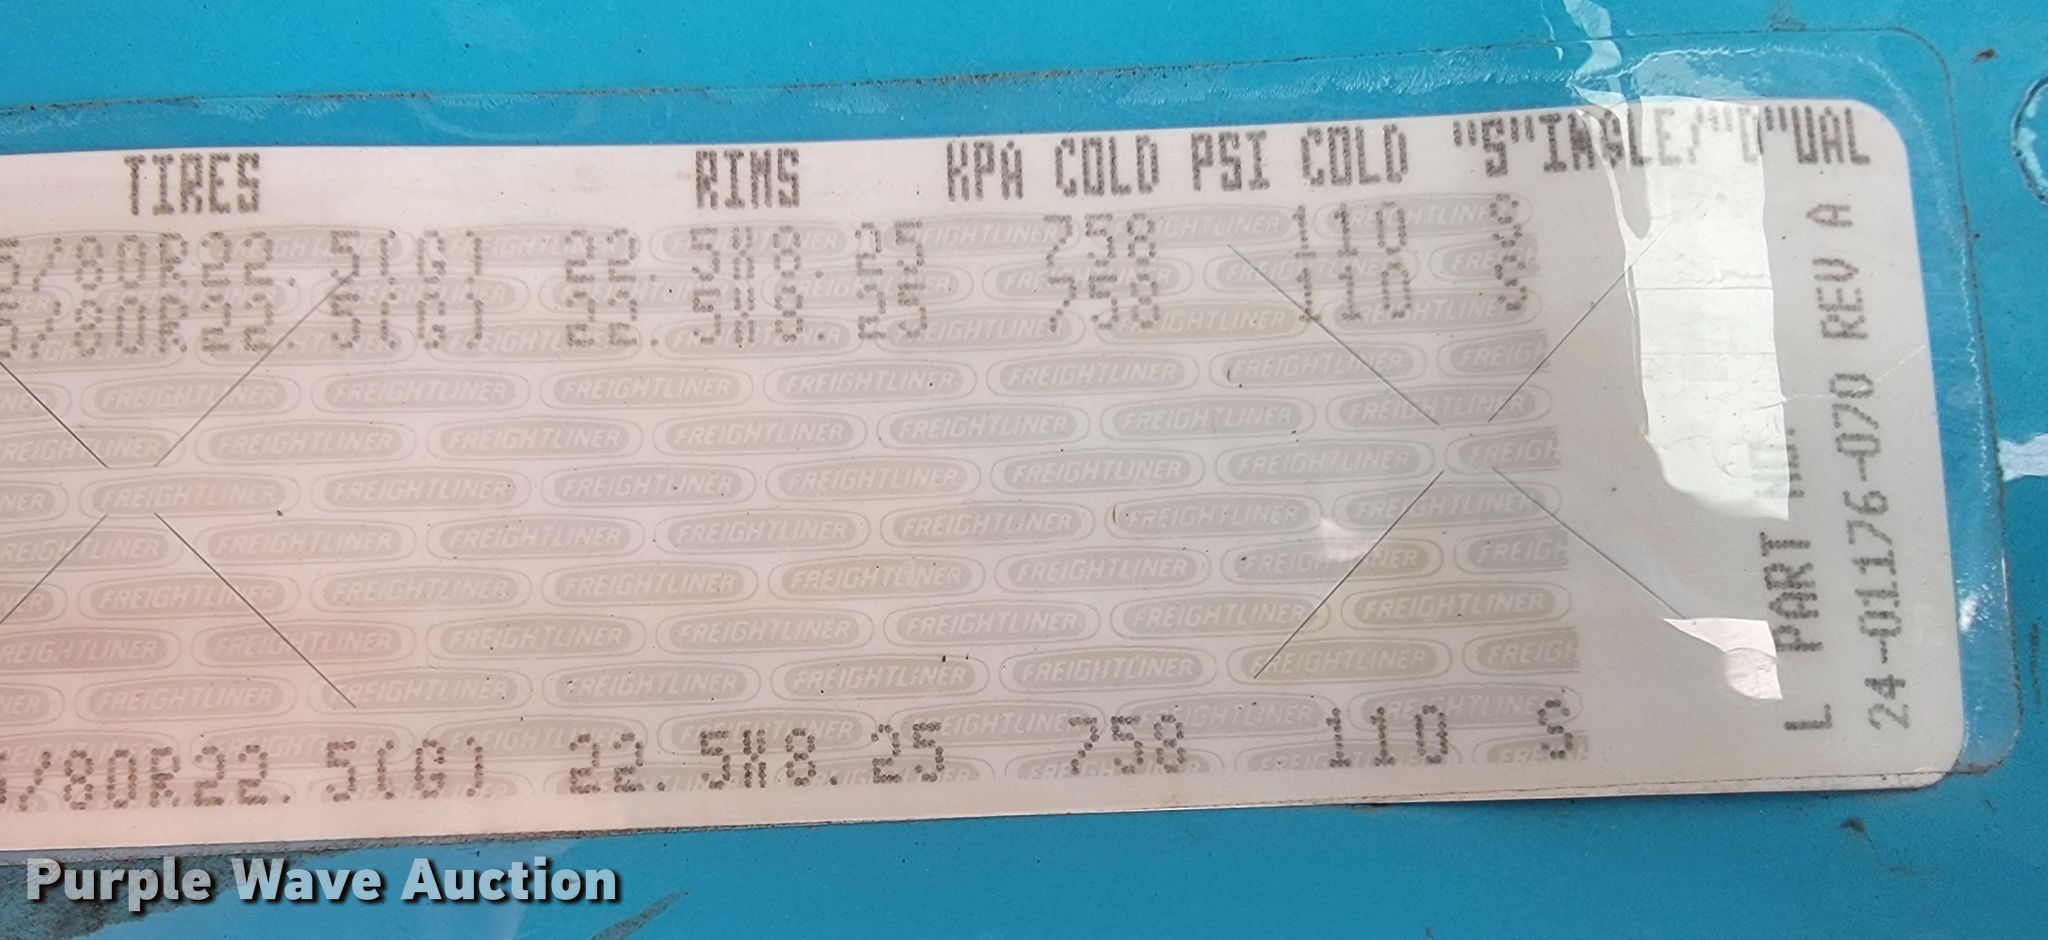 TIRES RIMS KPA COLD PSI COLD "S"INGLE/"D"UAL
/80R22.5(G) 22.5X8.25 758 110 S
/80R22.5(G) 22.5X8.25 758 110 S
/80R22.5(G) 22.5X8.25 758 110 S
L PART NO.
24-01176-070 REV A
FREIGHTLINER
Purple Wave Auction